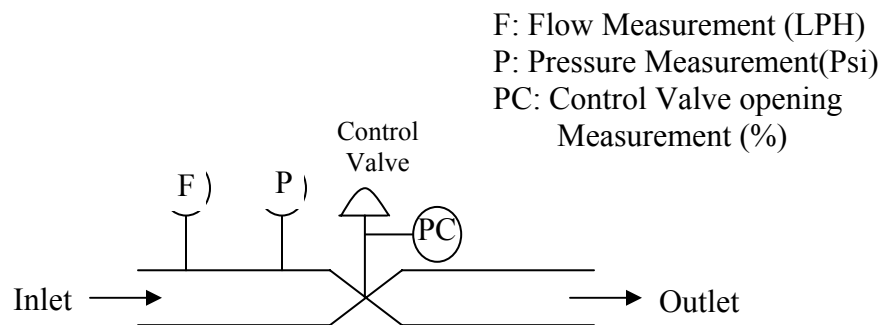 F: Flow Measurement (LPH)
P: Pressure Measurement(Psi)
PC: Control Valve opening
Measurement (%)
Control
Valve
F
P
PC
Inlet
Outlet